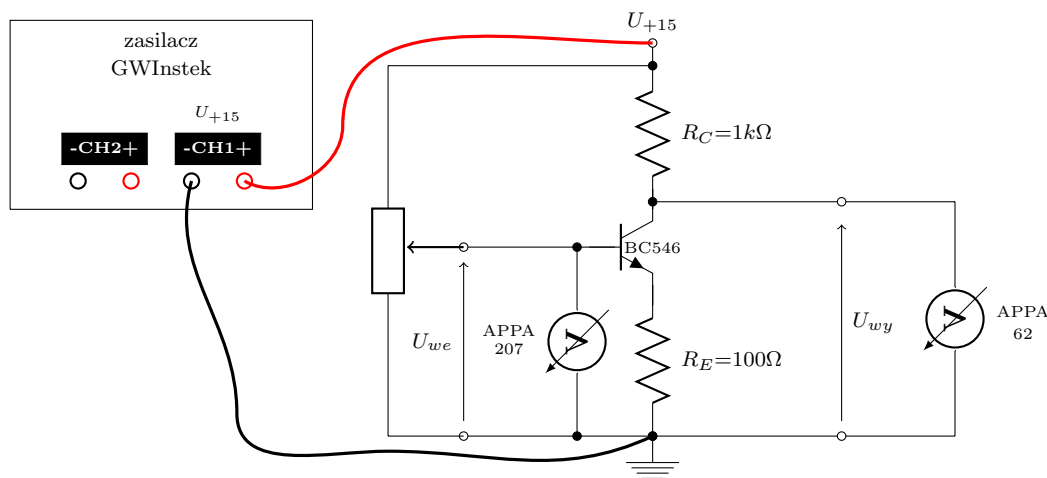 zasilacz
GWInstek
U+15
-CH2+
-CH1+
U+15
RC=1kΩ
BC546
Uwe
APPA
207
V
RE=100Ω
Uwy
V
APPA
62